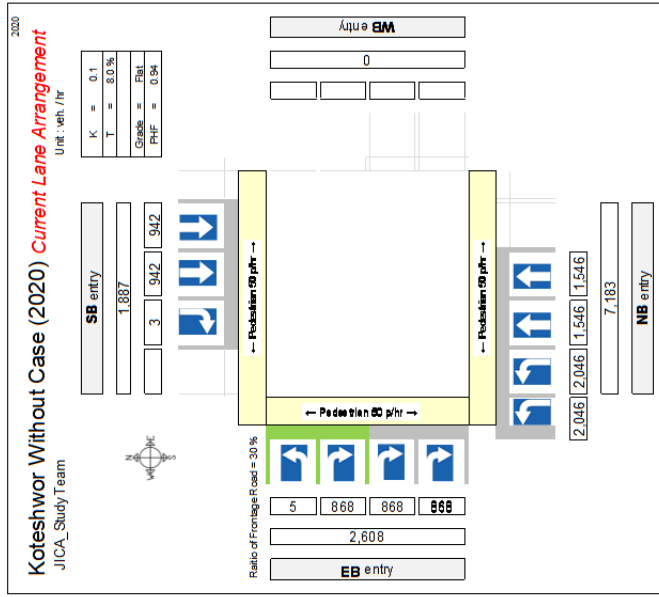 2020
Koteshwor Without Case (2020) Current Lane Arrangement
JICA_Study Team
Unit : veh. / hr
K = 0.1
T = 8.0 %
Grade = Flat
PHF = 0.94
N
W E
S
SB entry
1,887
3 942 942
← Pedestrian 50 p/hr →
WB entry
0
Raitio of Frontage Road = 30 %
← Pedestrian 50 p/hr →
5
868
868
868
2,608
EB entry
← Pedestrian 50 p/hr →
2,046 2,046 1,546 1,546
7,183
NB entry